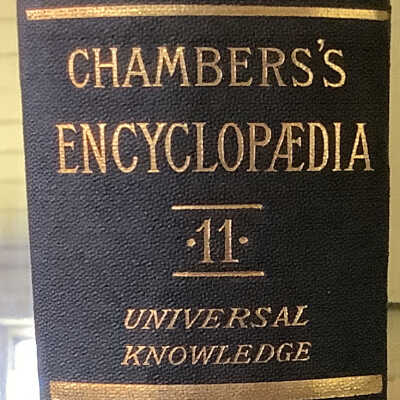 CHAMBERS'S
ENCYCLOPÆDIA
·11·
UNIVERSAL
KNOWLEDGE